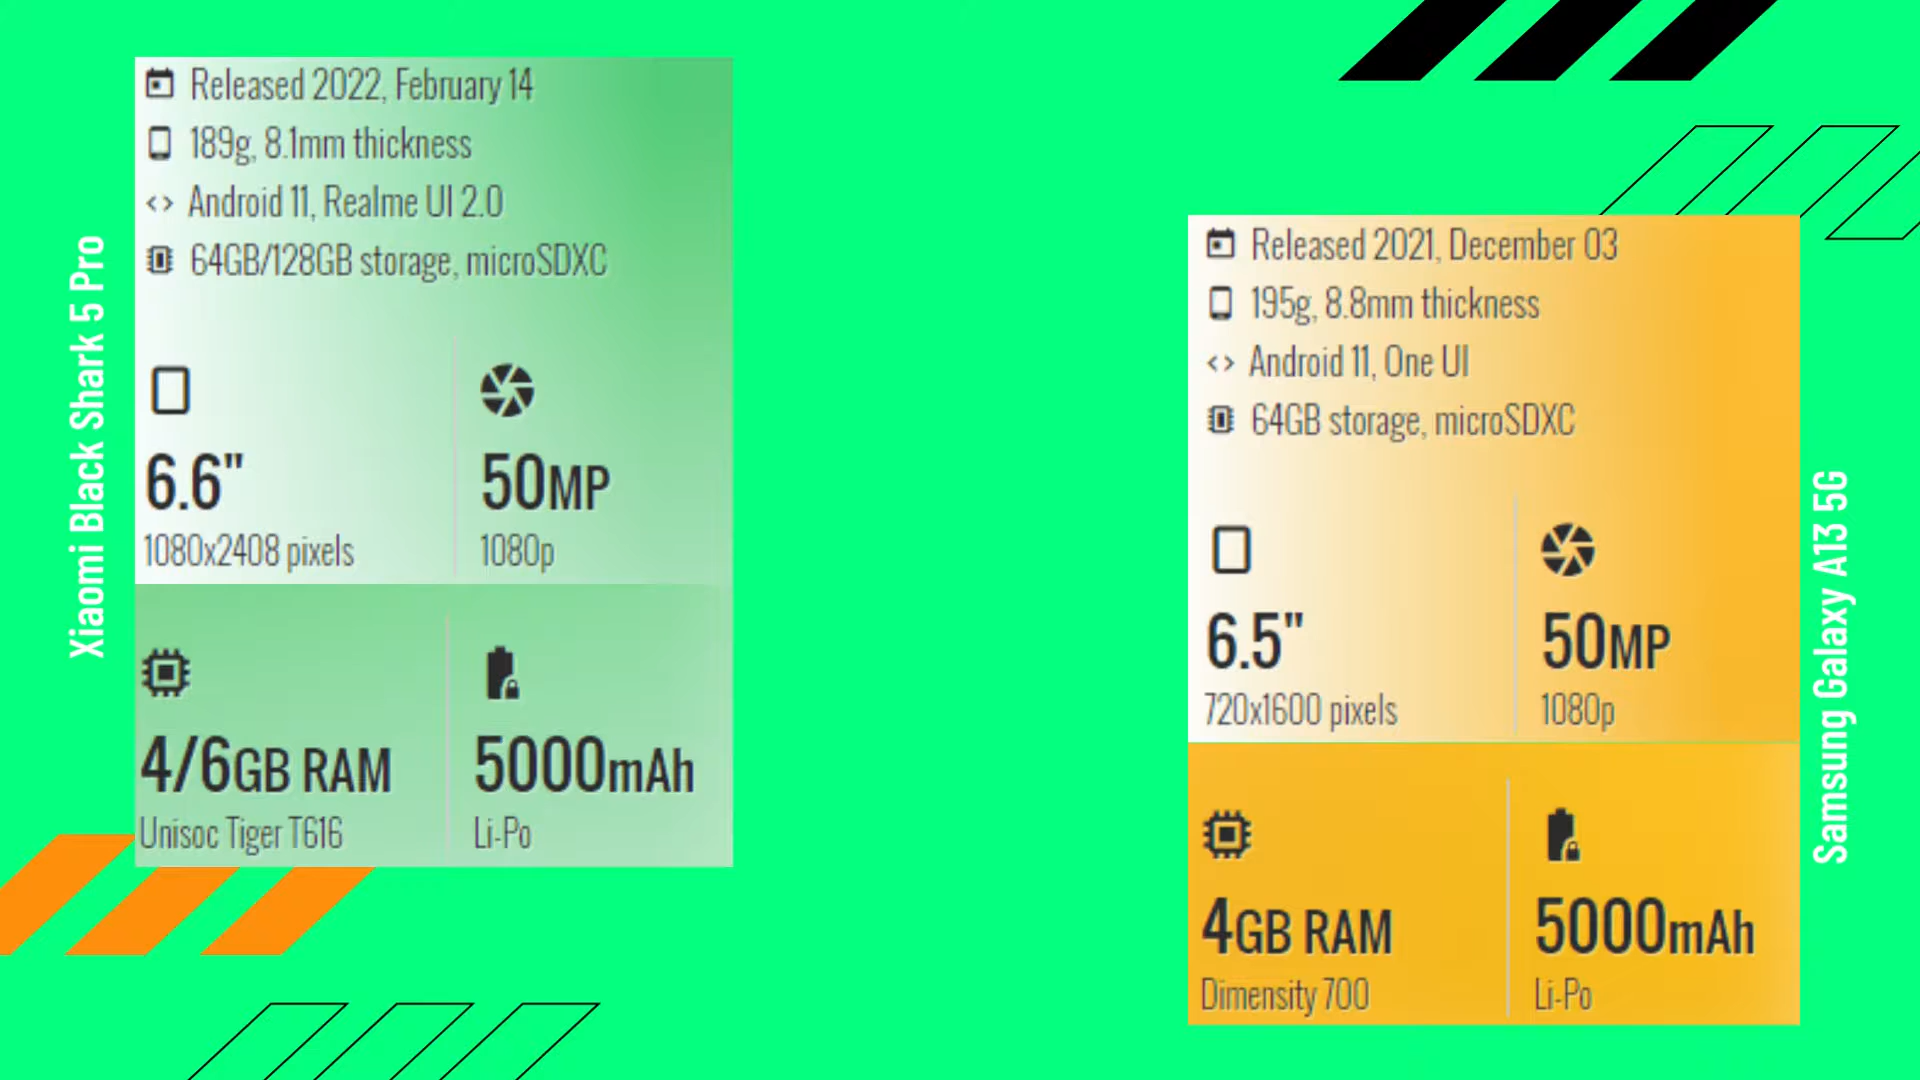 Xiaomi Black Shark 5 Pro
Released 2022, February 14
189g, 8.1mm thickness
Android 11, Realme UI 2.0
64GB/128GB storage, microSDXC
6.6"
1080x2408 pixels
50MP
1080p
4/6GB RAM
Unisoc Tiger T616
5000mAh
Li-Po
Samsung Galaxy A13 5G
Released 2021, December 03
195g, 8.8mm thickness
Android 11, One UI
64GB storage, microSDXC
6.5"
720x1600 pixels
50MP
1080p
4GB RAM
Dimensity 700
5000mAh
Li-Po